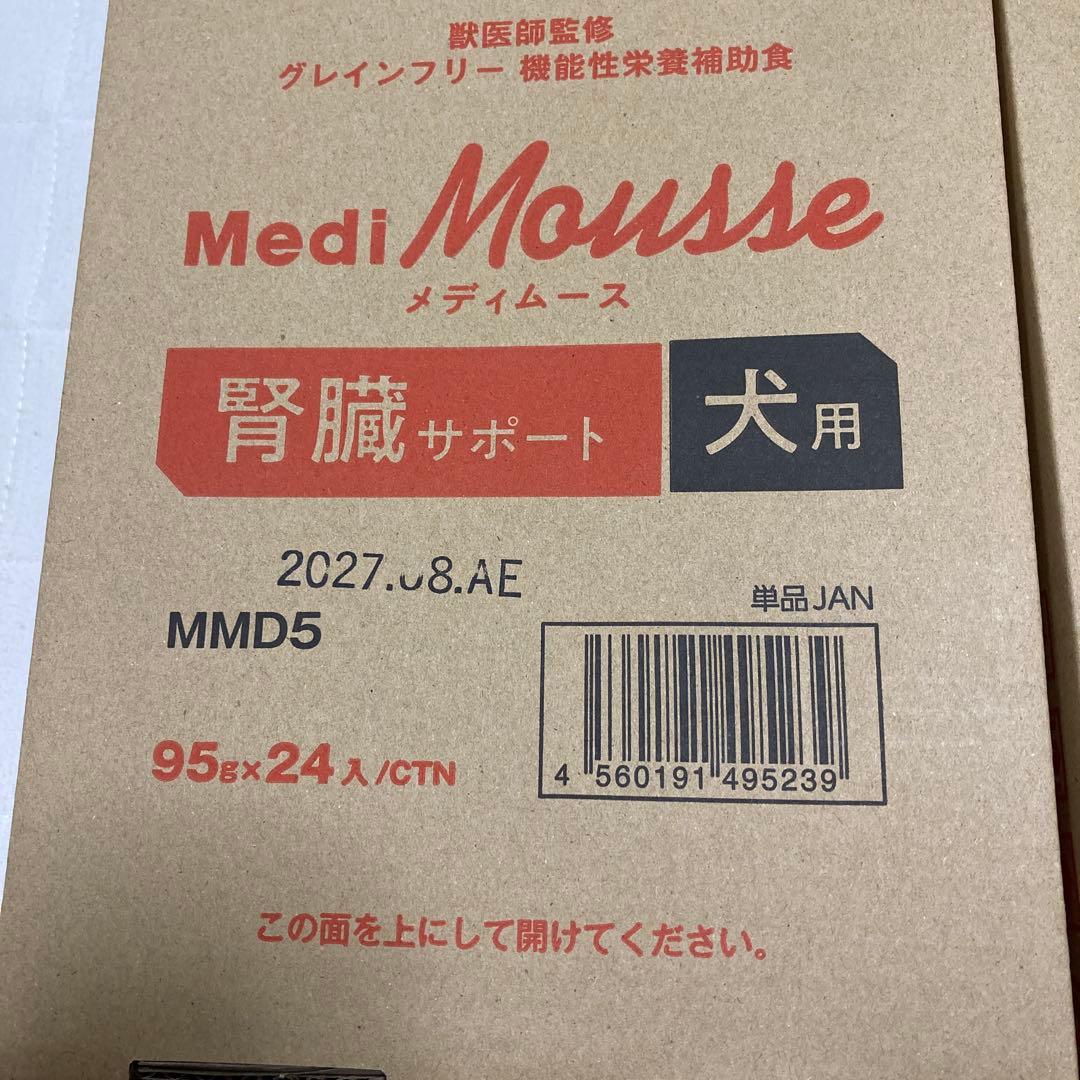 獣医師監修
グレインフリー 機能性栄養補助食
Medi Mousse
メディムース
腎臓サポート 犬用
2027.08.AE
MMD5
単品JAN
4 560191 495239
95g×24入/CTN
この面を上にして開けてください。